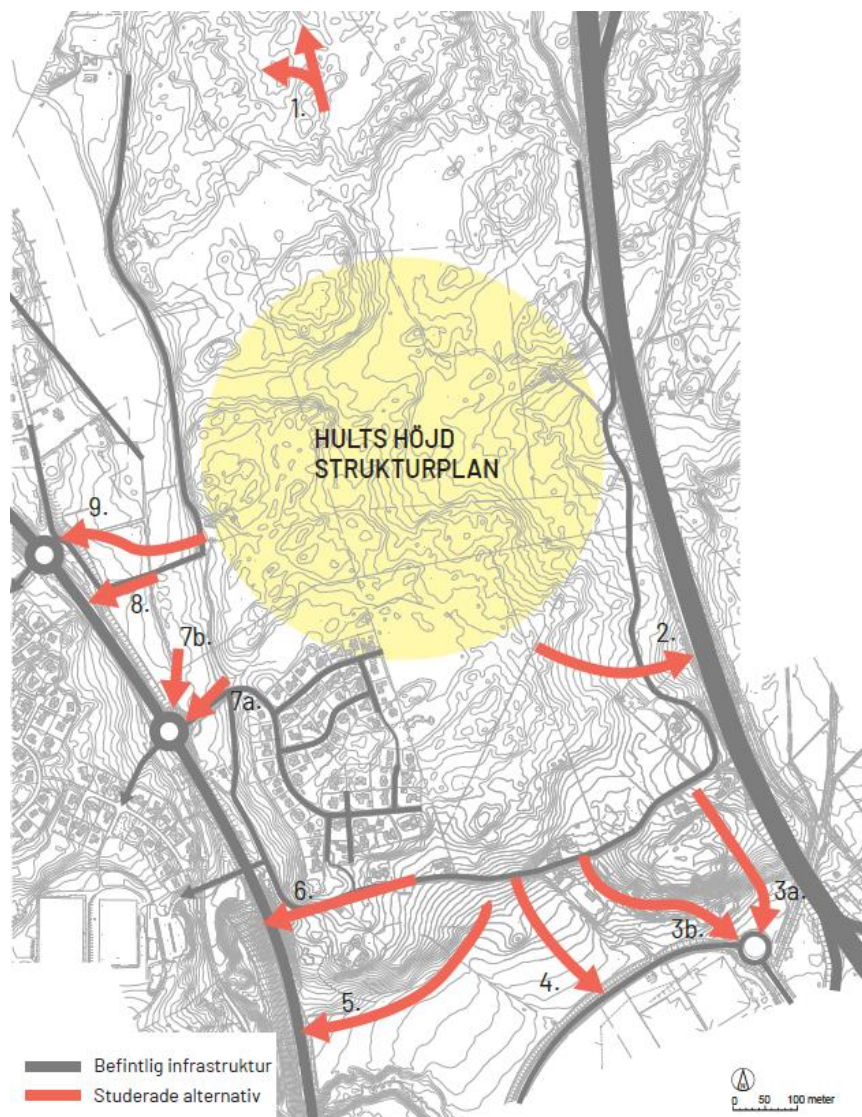 1.
HULTS HÖJD
STRUKTURPLAN
9.
8.
7b.
2.
7a.
6.
3a.
3b.
5.
4.
Befintlig infrastruktur
Studerade alternativ
N
0 50 100 meter